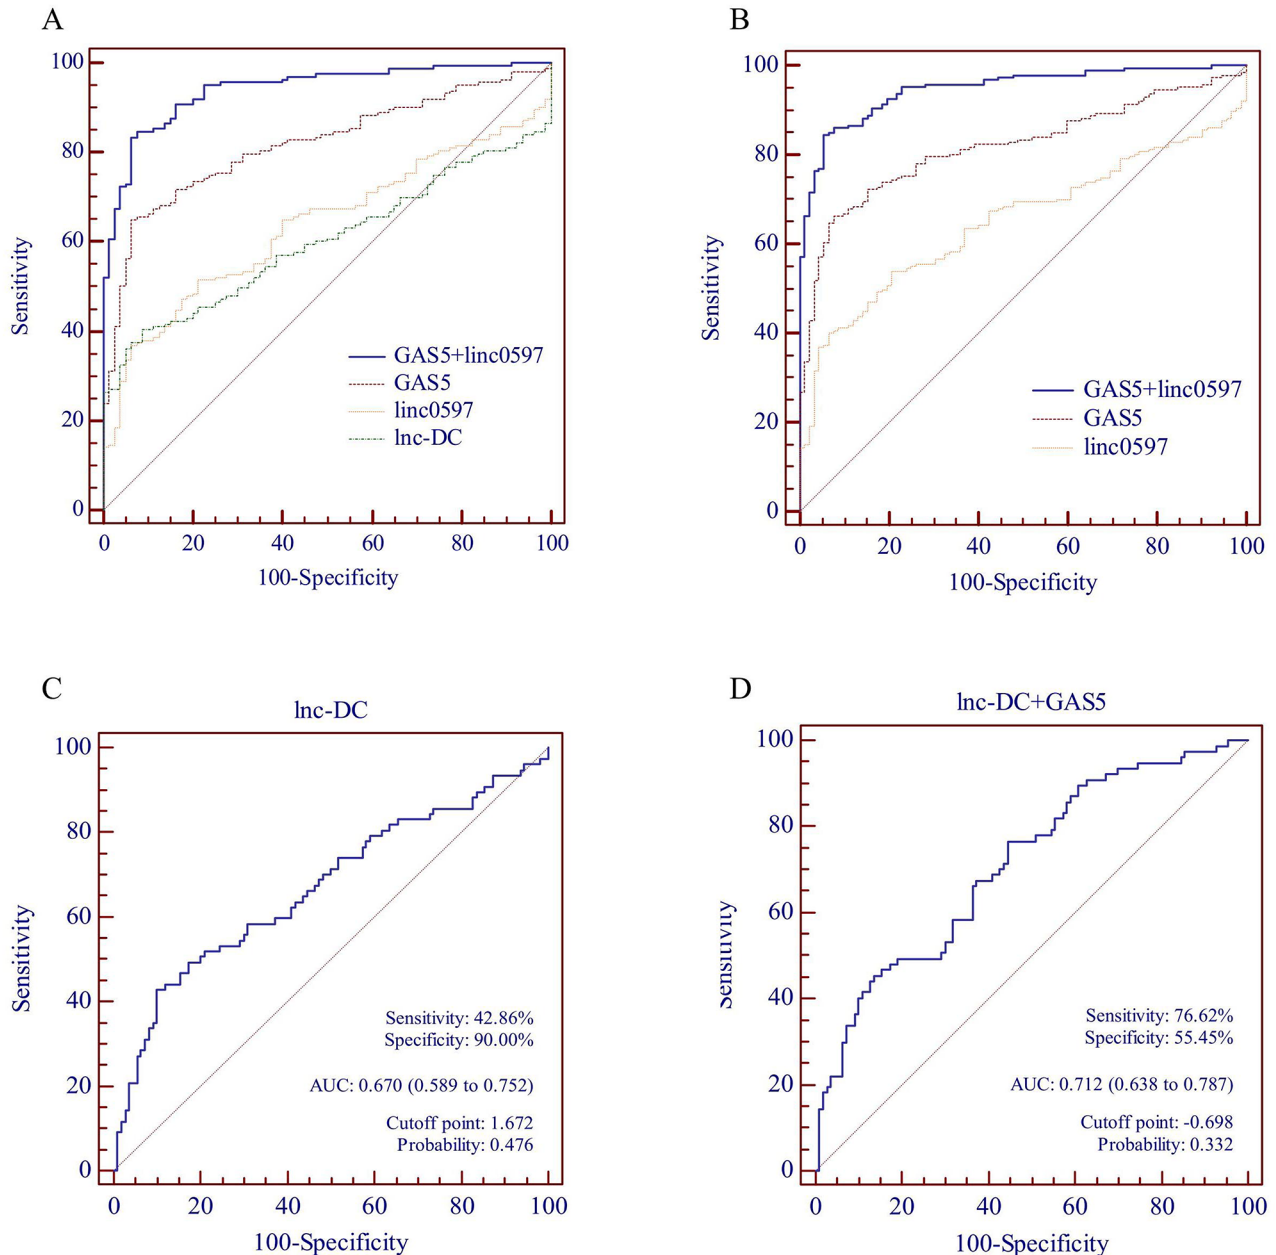 A
100
80
60
40
20
0
0 20 40 60 80 100
Sensitivity
100-Specificity
GAS5+linc0597
GAS5
linc0597
lnc-DC
B
100
80
60
40
20
0
0 20 40 60 80 100
Sensitivity
100-Specificity
GAS5+linc0597
GAS5
linc0597
C
lnc-DC
100
80
60
40
20
0
0 20 40 60 80 100
Sensitivity
100-Specificity
Sensitivity: 42.86%
Specificity: 90.00%
AUC: 0.670 (0.589 to 0.752)
Cutoff point: 1.672
Probability: 0.476
D
lnc-DC+GAS5
100
80
60
40
20
0
0 20 40 60 80 100
Sensitivity
100-Specificity
Sensitivity: 76.62%
Specificity: 55.45%
AUC: 0.712 (0.638 to 0.787)
Cutoff point: -0.698
Probability: 0.332